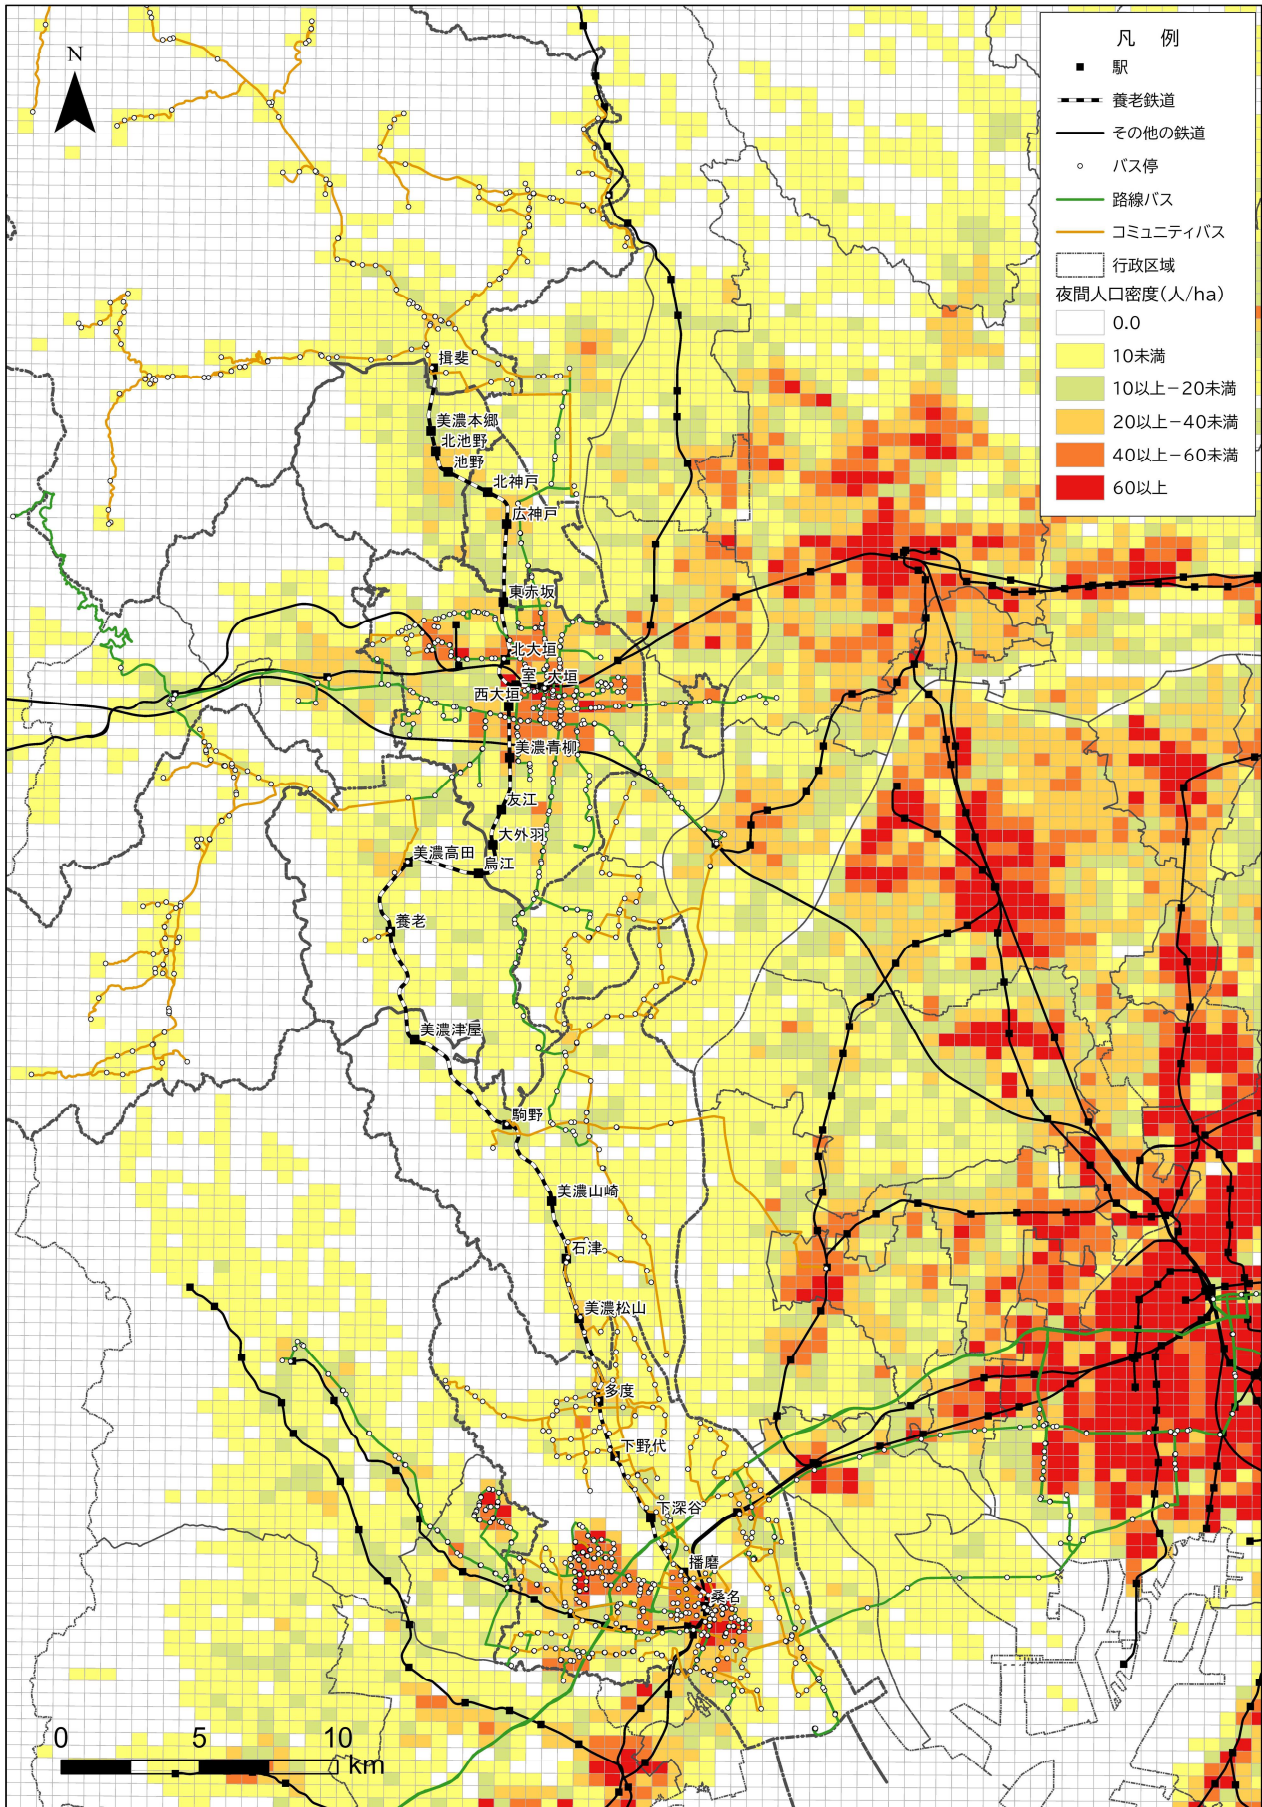 N
凡 例
駅
養老鉄道
その他の鉄道
バス停
路線バス
コミュニティバス
行政区域
夜間人口密度(人/ha)
0.0
10未満
10以上－20未満
20以上－40未満
40以上－60未満
60以上
揖斐
美濃本郷
北池野
池野
北神戸
広神戸
東赤坂
北大垣
室
大垣
西大垣
美濃青柳
友江
大外羽
烏江
美濃高田
養老
美濃津屋
駒野
美濃山崎
石津
美濃松山
多度
下野代
下深谷
播磨
桑名
0 5 10
km